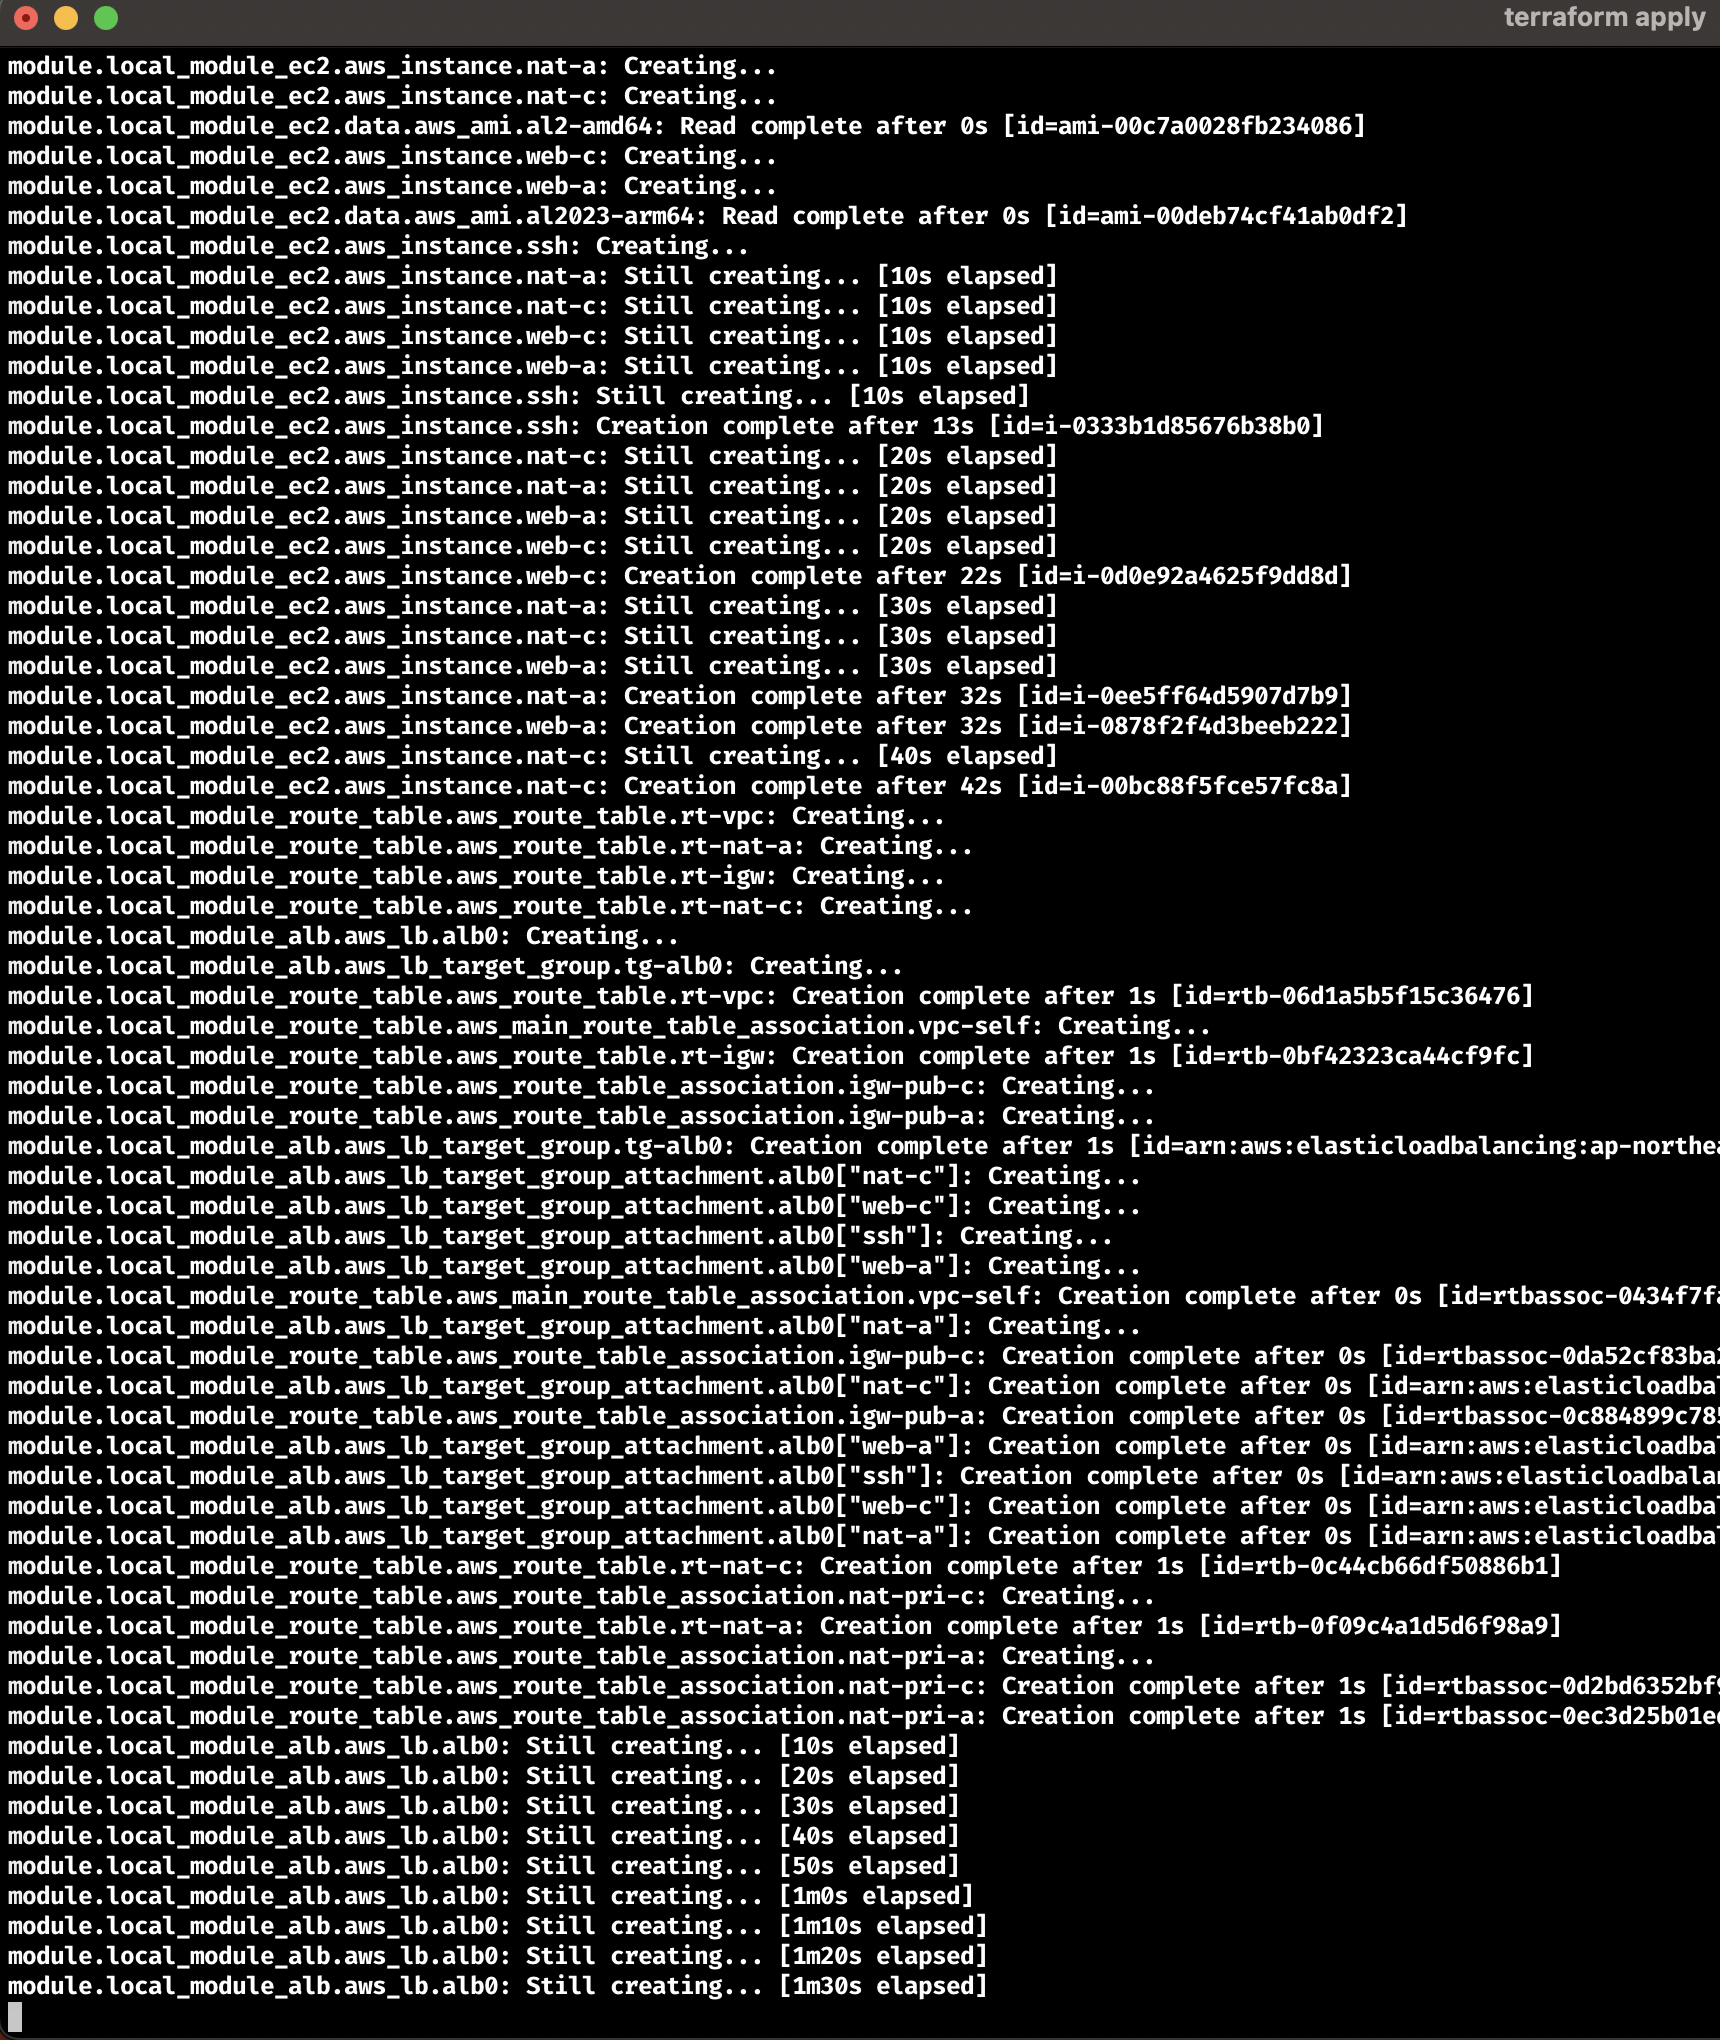 terraform apply
module.local_module_ec2.aws_instance.nat-a: Creating...
module.local_module_ec2.aws_instance.nat-c: Creating...
module.local_module_ec2.data.aws_ami.al2-amd64: Read complete after 0s [id=ami-00c7a0028fb234086]
module.local_module_ec2.aws_instance.web-c: Creating...
module.local_module_ec2.aws_instance.web-a: Creating...
module.local_module_ec2.data.aws_ami.al2023-arm64: Read complete after 0s [id=ami-00deb74cf41ab0df2]
module.local_module_ec2.aws_instance.ssh: Creating...
module.local_module_ec2.aws_instance.nat-a: Still creating... [10s elapsed]
module.local_module_ec2.aws_instance.nat-c: Still creating... [10s elapsed]
module.local_module_ec2.aws_instance.web-c: Still creating... [10s elapsed]
module.local_module_ec2.aws_instance.web-a: Still creating... [10s elapsed]
module.local_module_ec2.aws_instance.ssh: Still creating... [10s elapsed]
module.local_module_ec2.aws_instance.ssh: Creation complete after 13s [id=i-0333b1d85676b38b0]
module.local_module_ec2.aws_instance.nat-c: Still creating... [20s elapsed]
module.local_module_ec2.aws_instance.nat-a: Still creating... [20s elapsed]
module.local_module_ec2.aws_instance.web-a: Still creating... [20s elapsed]
module.local_module_ec2.aws_instance.web-c: Still creating... [20s elapsed]
module.local_module_ec2.aws_instance.web-c: Creation complete after 22s [id=i-0d0e92a4625f9dd8d]
module.local_module_ec2.aws_instance.nat-a: Still creating... [30s elapsed]
module.local_module_ec2.aws_instance.nat-c: Still creating... [30s elapsed]
module.local_module_ec2.aws_instance.web-a: Still creating... [30s elapsed]
module.local_module_ec2.aws_instance.nat-a: Creation complete after 32s [id=i-0ee5ff64d5907d7b9]
module.local_module_ec2.aws_instance.web-a: Creation complete after 32s [id=i-0878f2f4d3beeb222]
module.local_module_ec2.aws_instance.nat-c: Still creating... [40s elapsed]
module.local_module_ec2.aws_instance.nat-c: Creation complete after 42s [id=i-00bc88f5fce57fc8a]
module.local_module_route_table.aws_route_table.rt-vpc: Creating...
module.local_module_route_table.aws_route_table.rt-nat-a: Creating...
module.local_module_route_table.aws_route_table.rt-igw: Creating...
module.local_module_route_table.aws_route_table.rt-nat-c: Creating...
module.local_module_alb.aws_lb.alb0: Creating...
module.local_module_alb.aws_lb_target_group.tg-alb0: Creating...
module.local_module_route_table.aws_route_table.rt-vpc: Creation complete after 1s [id=rtb-06d1a5b5f15c36476]
module.local_module_route_table.aws_main_route_table_association.vpc-self: Creating...
module.local_module_route_table.aws_route_table.rt-igw: Creation complete after 1s [id=rtb-0bf42323ca44cf9fc]
module.local_module_route_table.aws_route_table_association.igw-pub-c: Creating...
module.local_module_route_table.aws_route_table_association.igw-pub-a: Creating...
module.local_module_alb.aws_lb_target_group.tg-alb0: Creation complete after 1s [id=arn:aws:elasticloadbalancing:ap-northea
module.local_module_alb.aws_lb_target_group_attachment.alb0["nat-c"]: Creating...
module.local_module_alb.aws_lb_target_group_attachment.alb0["web-c"]: Creating...
module.local_module_alb.aws_lb_target_group_attachment.alb0["ssh"]: Creating...
module.local_module_alb.aws_lb_target_group_attachment.alb0["web-a"]: Creating...
module.local_module_route_table.aws_main_route_table_association.vpc-self: Creation complete after 0s [id=rtbassoc-0434f7fa
module.local_module_alb.aws_lb_target_group_attachment.alb0["nat-a"]: Creating...
module.local_module_route_table.aws_route_table_association.igw-pub-c: Creation complete after 0s [id=rtbassoc-0da52cf83ba2
module.local_module_alb.aws_lb_target_group_attachment.alb0["nat-c"]: Creation complete after 0s [id=arn:aws:elasticloadbal
module.local_module_route_table.aws_route_table_association.igw-pub-a: Creation complete after 0s [id=rtbassoc-0c884899c785
module.local_module_alb.aws_lb_target_group_attachment.alb0["web-a"]: Creation complete after 0s [id=arn:aws:elasticloadbal
module.local_module_alb.aws_lb_target_group_attachment.alb0["ssh"]: Creation complete after 0s [id=arn:aws:elasticloadbalan
module.local_module_alb.aws_lb_target_group_attachment.alb0["web-c"]: Creation complete after 0s [id=arn:aws:elasticloadbal
module.local_module_alb.aws_lb_target_group_attachment.alb0["nat-a"]: Creation complete after 0s [id=arn:aws:elasticloadbal
module.local_module_route_table.aws_route_table.rt-nat-c: Creation complete after 1s [id=rtb-0c44cb66df50886b1]
module.local_module_route_table.aws_route_table_association.nat-pri-c: Creating...
module.local_module_route_table.aws_route_table.rt-nat-a: Creation complete after 1s [id=rtb-0f09c4a1d5d6f98a9]
module.local_module_route_table.aws_route_table_association.nat-pri-a: Creating...
module.local_module_route_table.aws_route_table_association.nat-pri-c: Creation complete after 1s [id=rtbassoc-0d2bd6352bf9
module.local_module_route_table.aws_route_table_association.nat-pri-a: Creation complete after 1s [id=rtbassoc-0ec3d25b01ec
module.local_module_alb.aws_lb.alb0: Still creating... [10s elapsed]
module.local_module_alb.aws_lb.alb0: Still creating... [20s elapsed]
module.local_module_alb.aws_lb.alb0: Still creating... [30s elapsed]
module.local_module_alb.aws_lb.alb0: Still creating... [40s elapsed]
module.local_module_alb.aws_lb.alb0: Still creating... [50s elapsed]
module.local_module_alb.aws_lb.alb0: Still creating... [1m0s elapsed]
module.local_module_alb.aws_lb.alb0: Still creating... [1m10s elapsed]
module.local_module_alb.aws_lb.alb0: Still creating... [1m20s elapsed]
module.local_module_alb.aws_lb.alb0: Still creating... [1m30s elapsed]